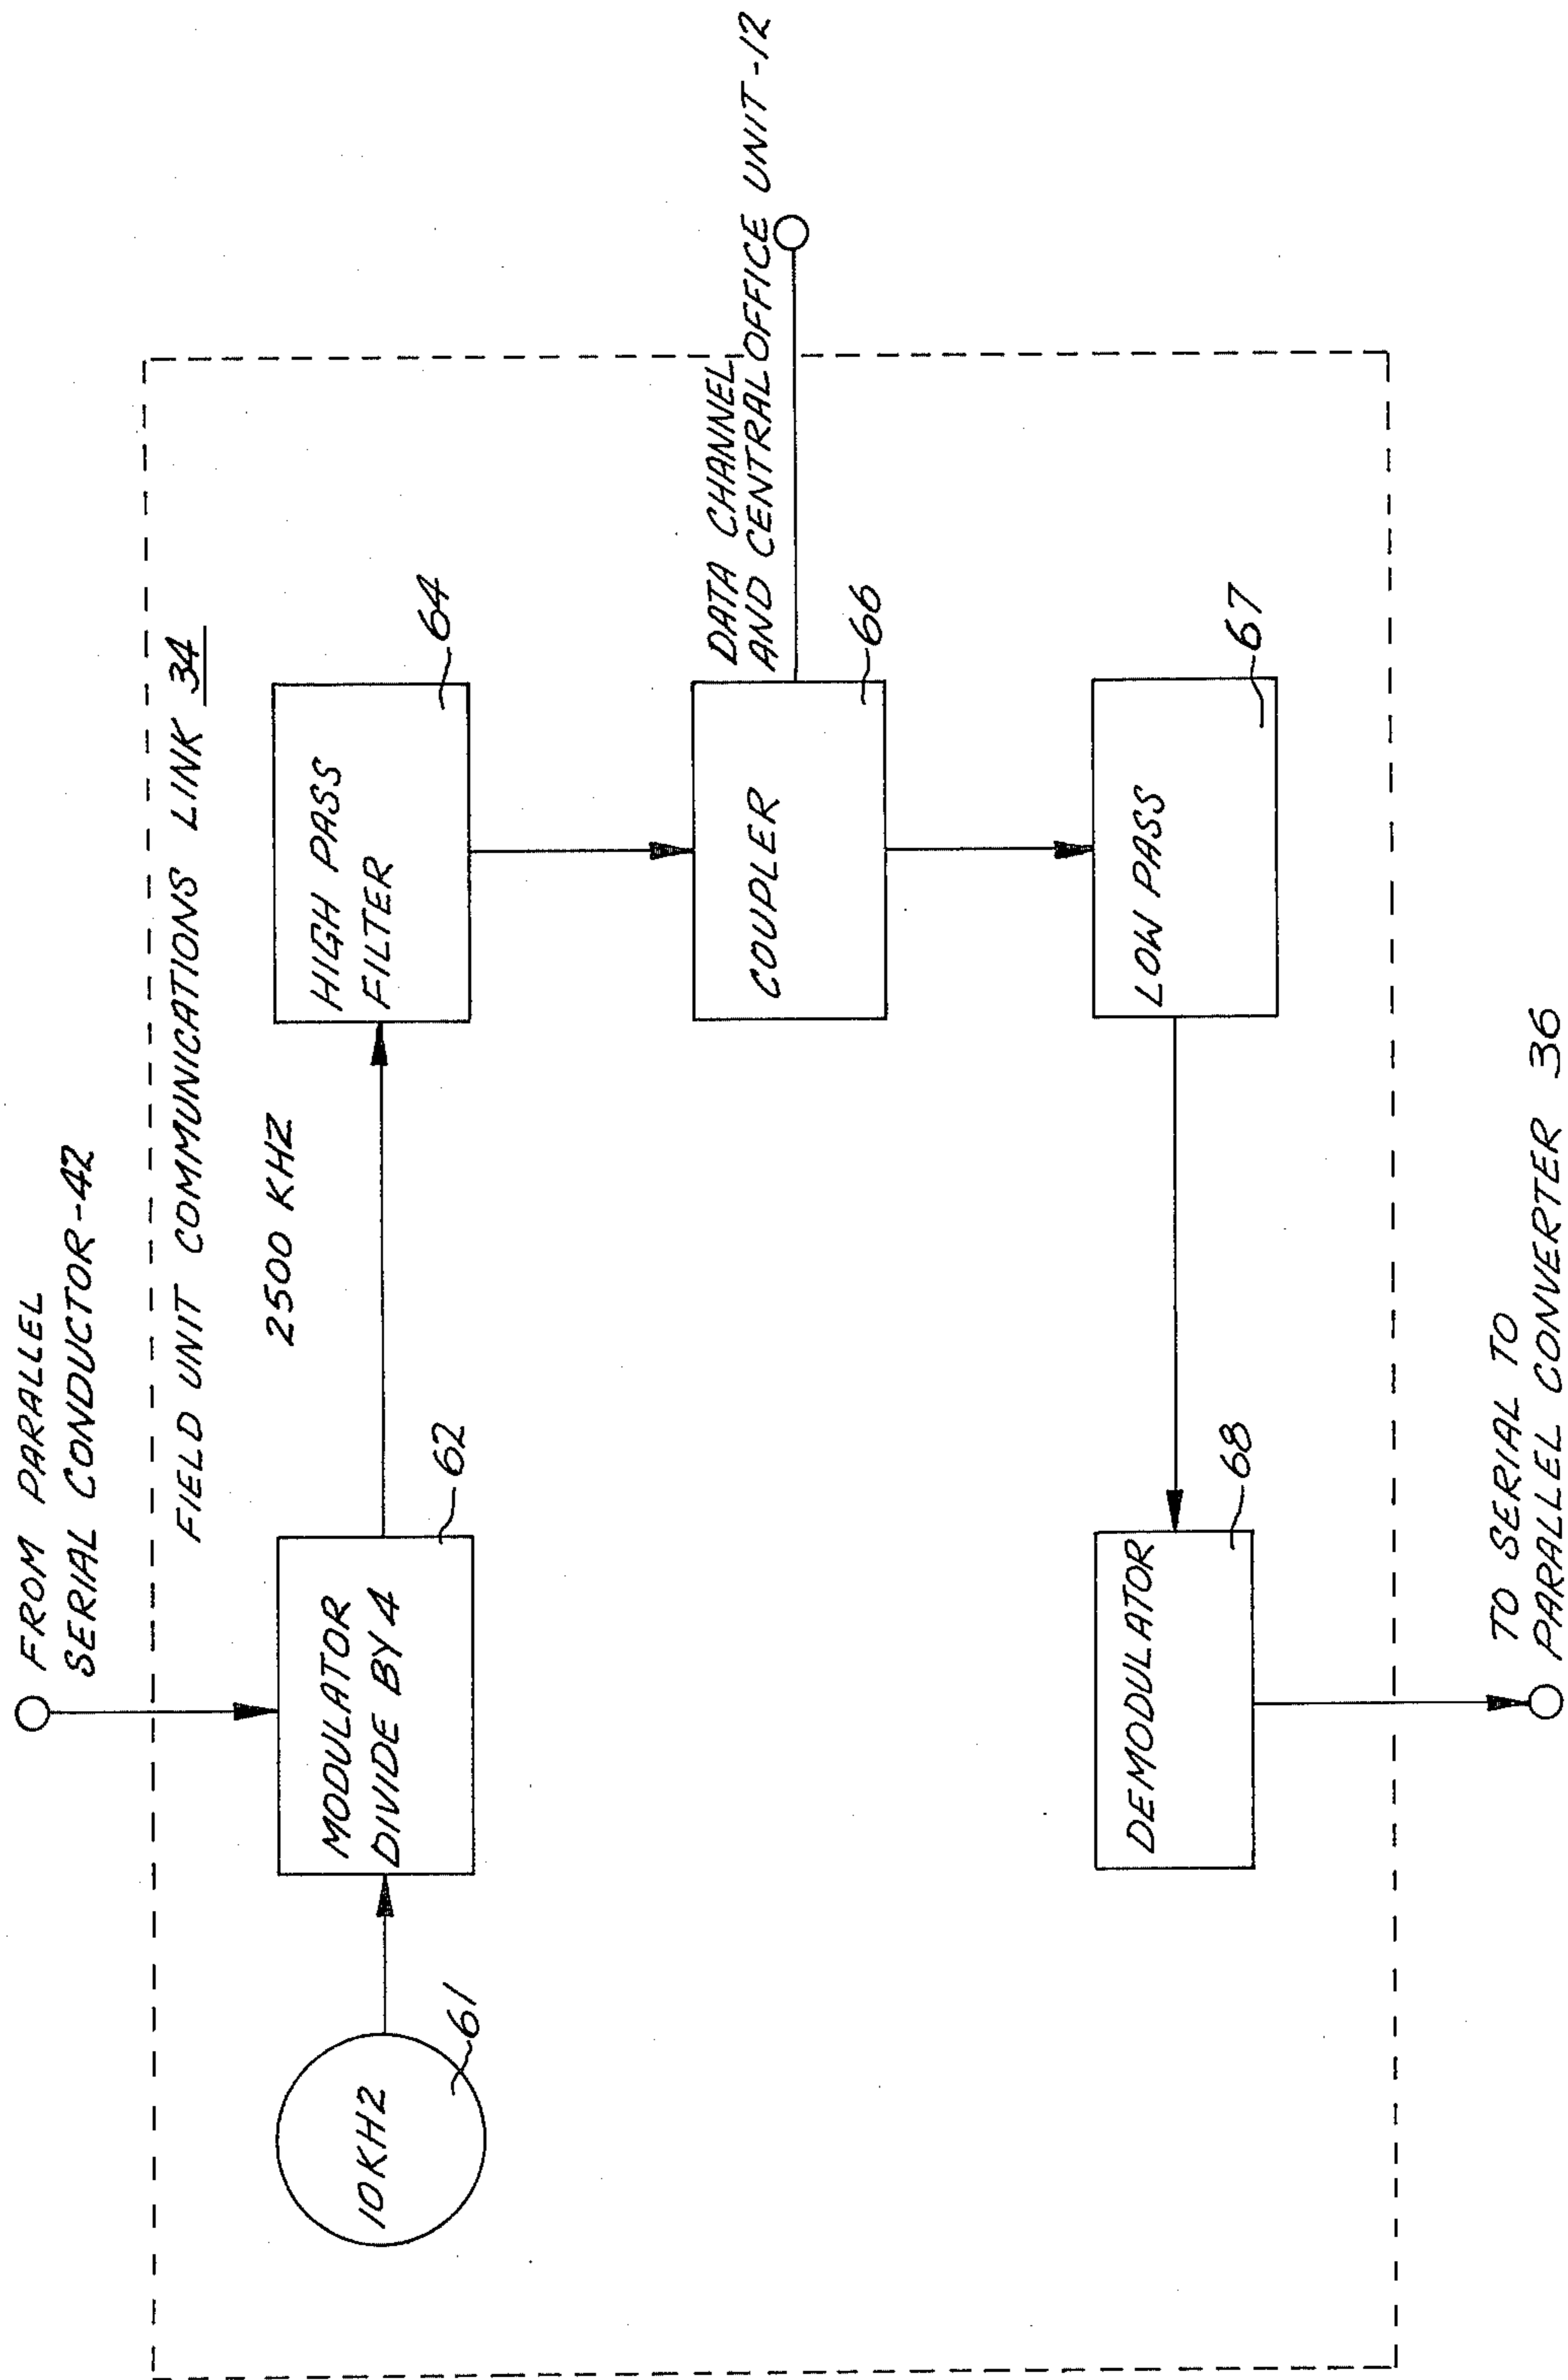 FROM PARALLEL
SERIAL CONDUCTOR-42
FIELD UNIT COMMUNICATIONS LINK 34
10KHZ
61
MODULATOR
DIVIDE BY 4
62
2500 KHZ
HIGH PASS
FILTER
64
DATA CHANNEL
AND CENTRAL OFFICE UNIT-12
COUPLER
66
LOW PASS
67
DEMODULATOR
68
TO SERIAL TO
PARALLEL CONVERTER 36